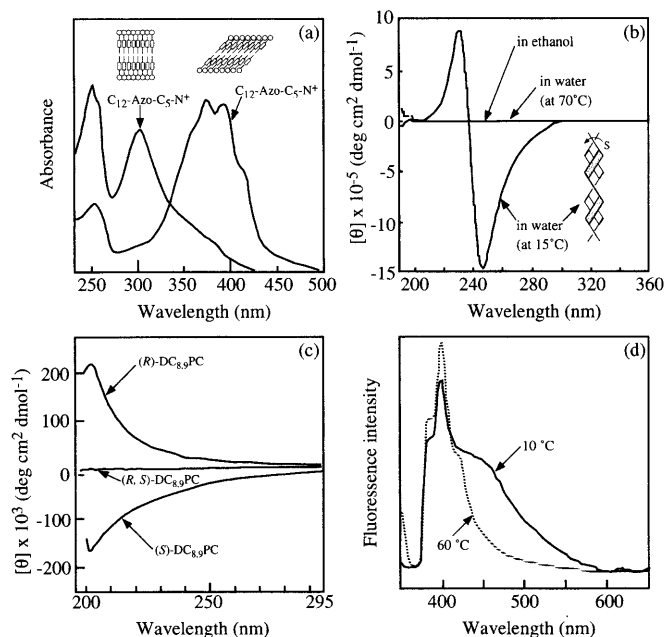 (a)
C12-Azo-C5-N+
C12-Azo-C5-N+
Absorbance
250 300 350 400 450 500
Wavelength (nm)
(b)
10
5
0
-5
-10
-15
[θ] x 10-5 (deg cm2 dmol-1)
in ethanol
in water
(at 70˚C)
S
in water
(at 15˚C)
190 240 280 320 360
Wavelength (nm)
(c)
200
100
0
-100
-200
[θ] x 103 (deg cm2 dmol-1)
(R)-DC8,9PC
(R, S)-DC8,9PC
(S)-DC8,9PC
200 250 295
Wavelength (nm)
(d)
Fluoressence intensity
10 ˚C
60 ˚C
400 500 600
Wavelength (nm)